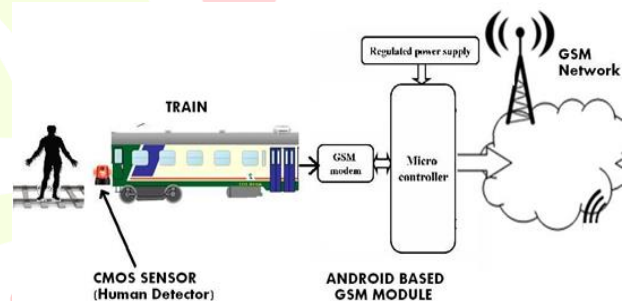 Regulated power supply
GSM
Network
TRAIN
GSM
modem
Micro
controller
CMOS SENSOR
(Human Detector)
ANDROID BASED
GSM MODULE